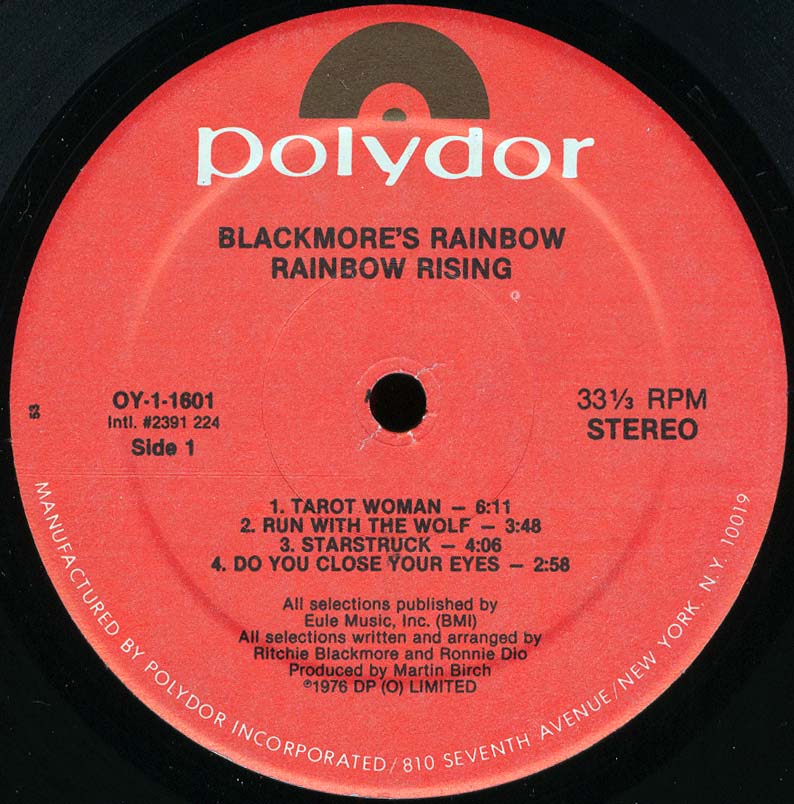 polydor
BLACKMORE'S RAINBOW
RAINBOW RISING
OY-1-1601
Intl. #2391 224
Side 1
33⅓ RPM
STEREO
53
1. TAROT WOMAN — 6:11
2. RUN WITH THE WOLF — 3:48
3. STARSTRUCK — 4:06
4. DO YOU CLOSE YOUR EYES — 2:58
All selections published by
Eule Music, Inc. (BMI)
All selections written and arranged by
Ritchie Blackmore and Ronnie Dio
Produced by Martin Birch
℗1976 DP (O) LIMITED
MANUFACTURED BY POLYDOR INCORPORATED/810 SEVENTH AVENUE/NEW YORK. N.Y. 10019